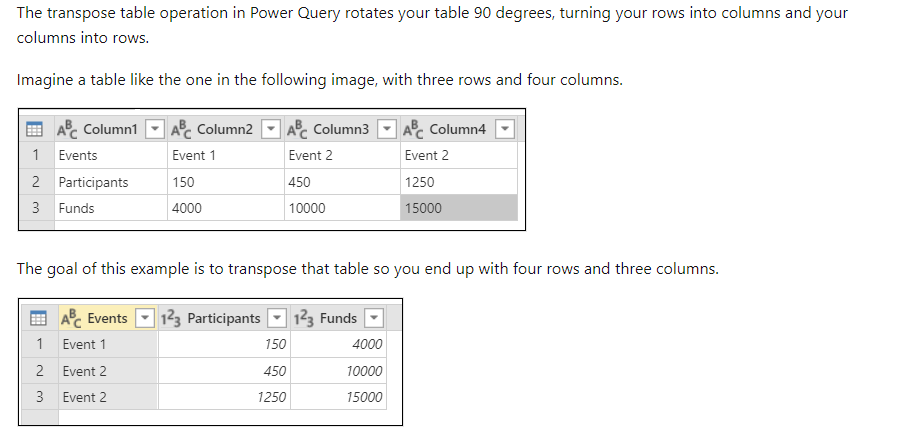 The transpose table operation in Power Query rotates your table 90 degrees, turning your rows into columns and your
columns into rows.
Imagine a table like the one in the following image, with three rows and four columns.
ABC Column1 ABC Column2 ABC Column3 ABC Column4
1 Events Event 1 Event 2 Event 2
2 Participants 150 450 1250
3 Funds 4000 10000 15000
The goal of this example is to transpose that table so you end up with four rows and three columns.
ABC Events 123 Participants 123 Funds
1 Event 1 150 4000
2 Event 2 450 10000
3 Event 2 1250 15000